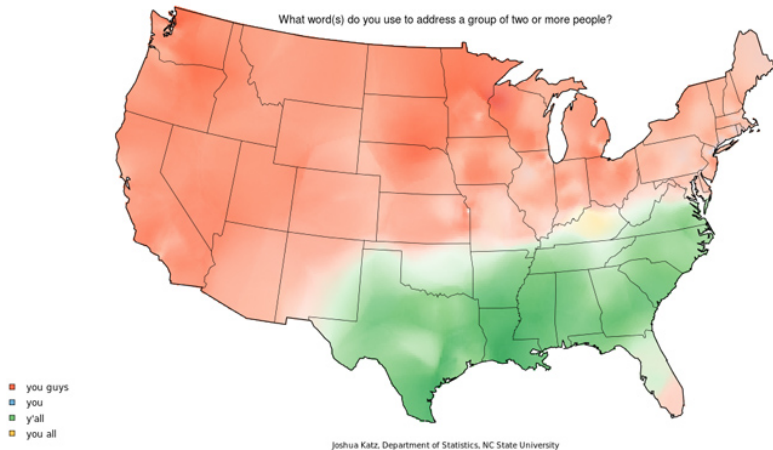 What word(s) do you use to address a group of two or more people?
you guys
you
y'all
you all
Joshua Katz, Department of Statistics, NC State University